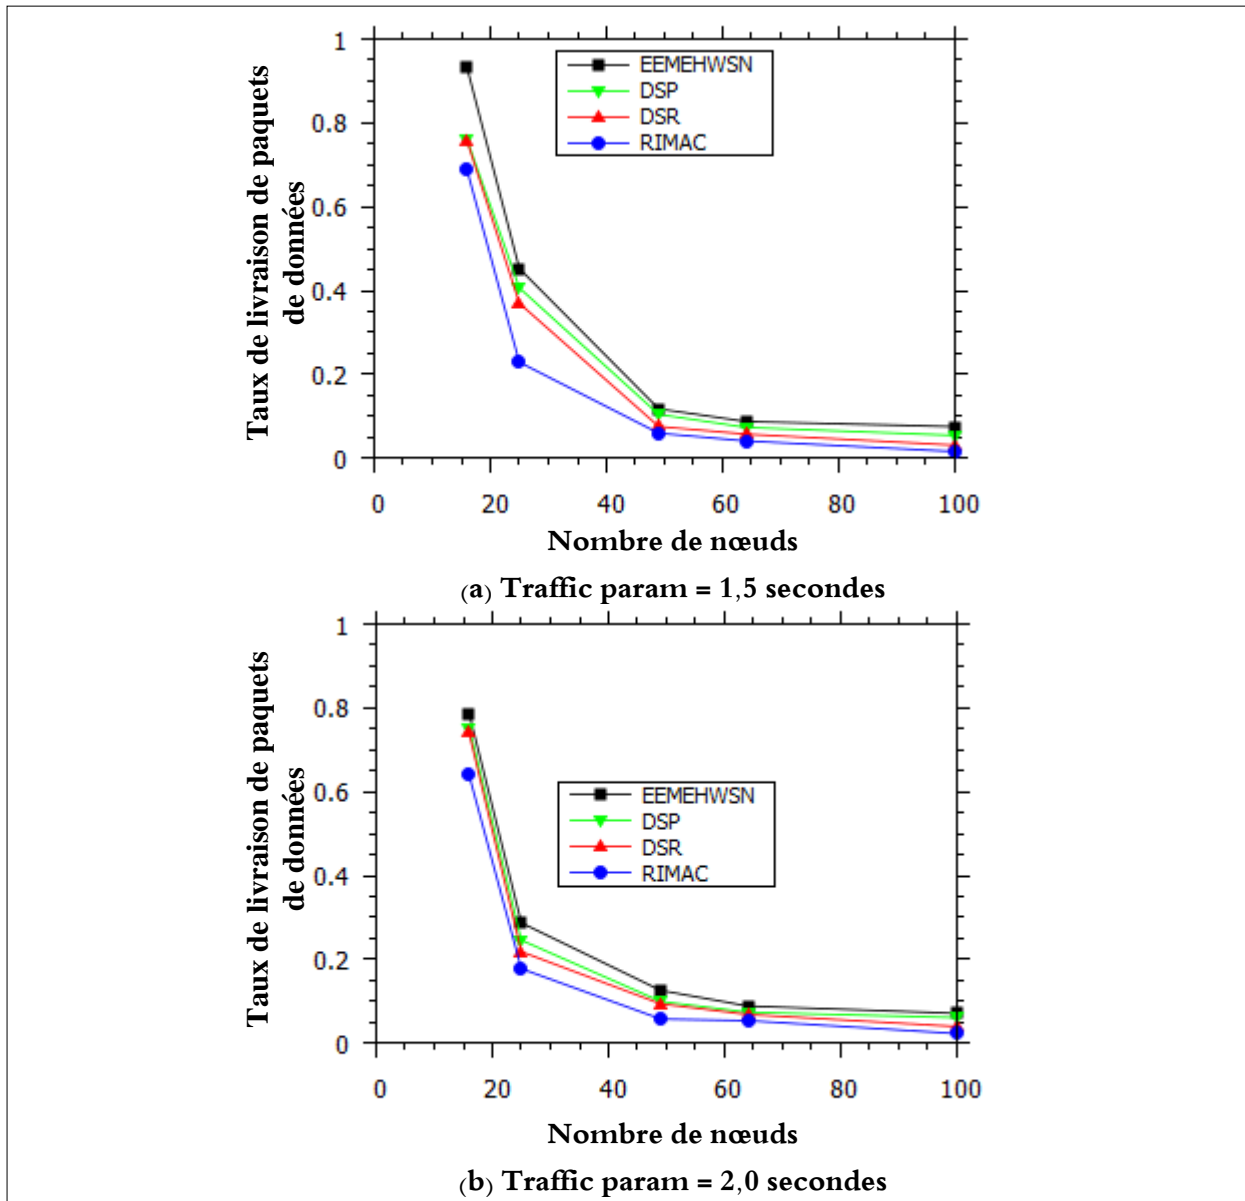 Taux de livraison de paquets
de données
1
0.8
0.6
0.4
0.2
0
EEMEHWSN
DSP
DSR
RIMAC
0 20 40 60 80 100
Nombre de nœuds
(a) Traffic param = 1,5 secondes
Taux de livraison de paquets
de données
1
0.8
0.6
0.4
0.2
0
EEMEHWSN
DSP
DSR
RIMAC
0 20 40 60 80 100
Nombre de nœuds
(b) Traffic param = 2,0 secondes